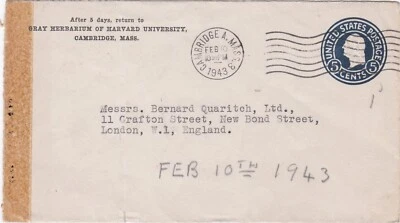 After 5 days, return to
GRAY HERBARIUM OF HARVARD UNIVERSITY,
CAMBRIDGE, MASS.
CAMBRIDGE A, MASS.
FEB
1943
UNITED STATES POSTAGE
5 CENTS 5
Messrs. Bernard Quaritch, Ltd.,
11 Grafton Street, New Bond Street,
London, W.1, England.
FEB 10TH 1943